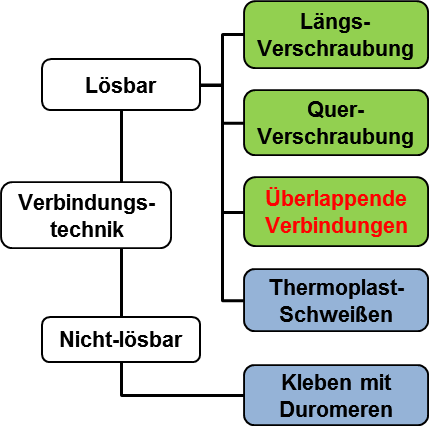 Längs-
Verschraubung
Lösbar
Quer-
Verschraubung
Verbindungs-
technik
Überlappende
Verbindungen
Thermoplast-
Schweißen
Nicht-lösbar
Kleben mit
Duromeren